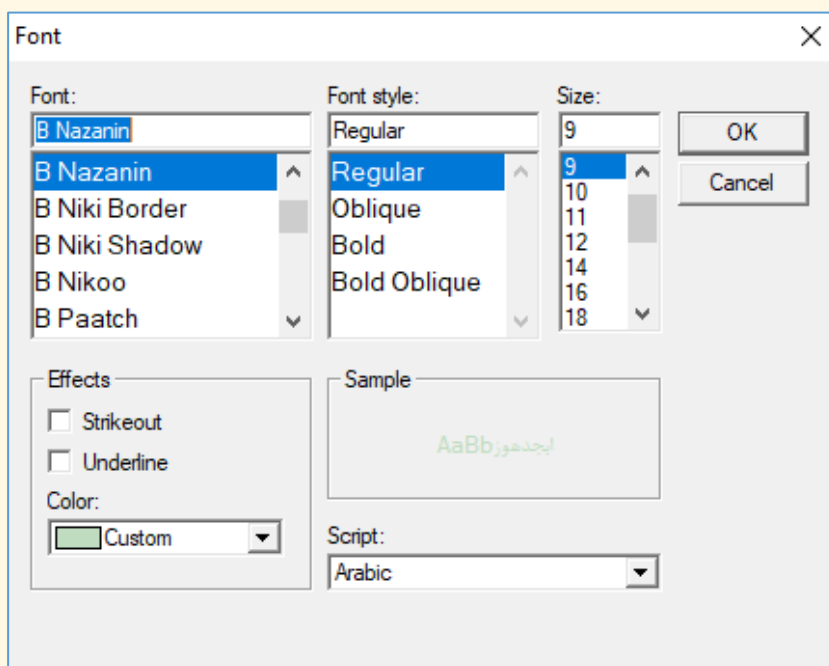 Font
Font:
B Nazanin
B Nazanin
B Niki Border
B Niki Shadow
B Nikoo
B Paatch
Font style:
Regular
Regular
Oblique
Bold
Bold Oblique
Size:
9
9
10
11
12
14
16
18
OK
Cancel
Effects
Strikeout
Underline
Color:
Custom
Sample
AaBbابجدهوز
Script:
Arabic